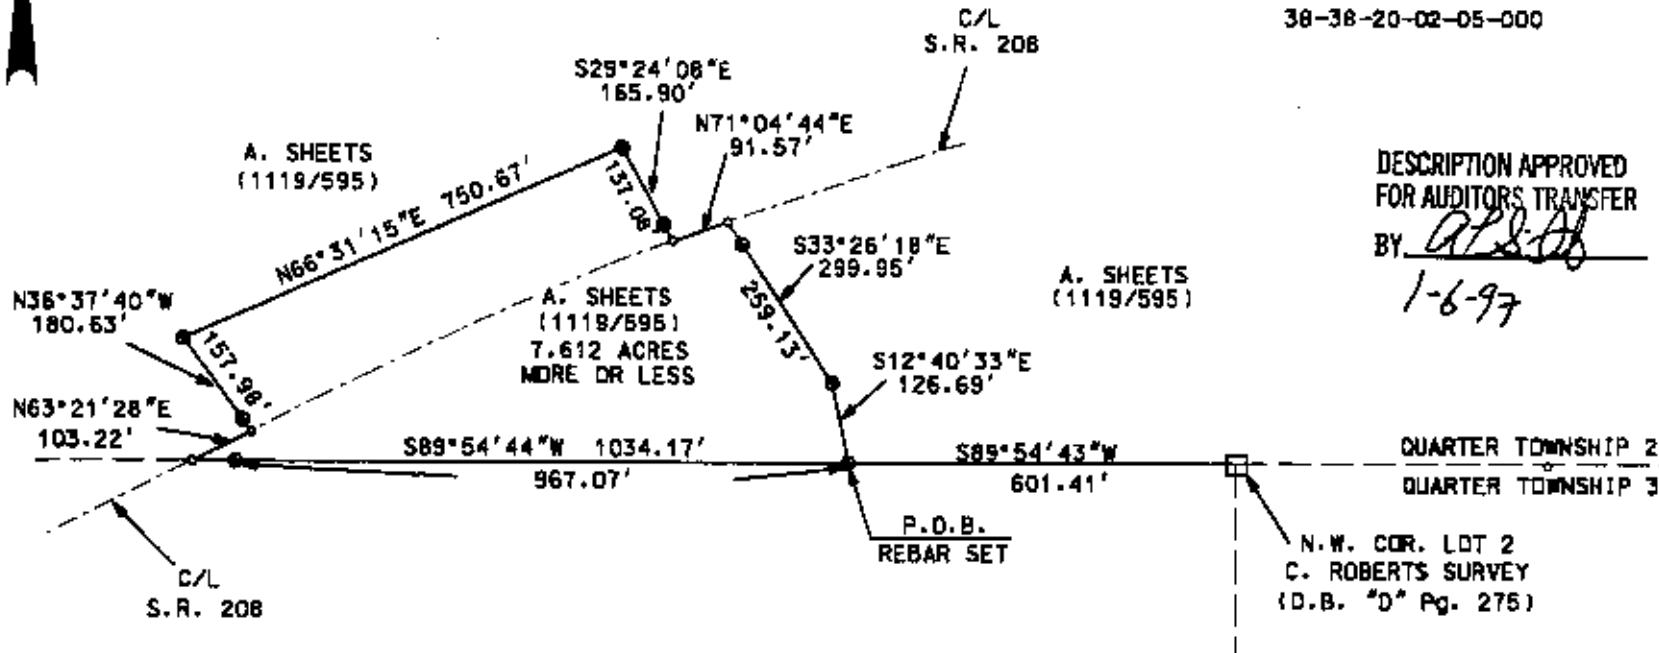 C/L
S.R. 208
38-38-20-02-05-000
S29°24'08"E
165.90'
N71°04'44"E
91.57'
A. SHEETS
(1119/595)
N66°31'15"E 750.67'
137.08'
DESCRIPTION APPROVED
FOR AUDITORS TRANSFER
BY
1-6-97
S33°26'18"E
299.95'
259.13'
A. SHEETS
(1119/595)
N36°37'40"W
180.63'
157.98'
A. SHEETS
(1119/595)
7.612 ACRES
MORE OR LESS
S12°40'33"E
126.69'
N63°21'28"E
103.22'
S89°54'44"W 1034.17'
967.07'
S89°54'43"W
601.41'
QUARTER TOWNSHIP 2
QUARTER TOWNSHIP 3
P.O.B.
REBAR SET
N.W. COR. LOT 2
C. ROBERTS SURVEY
(D.B. "D" Pg. 275)
C/L
S.R. 208